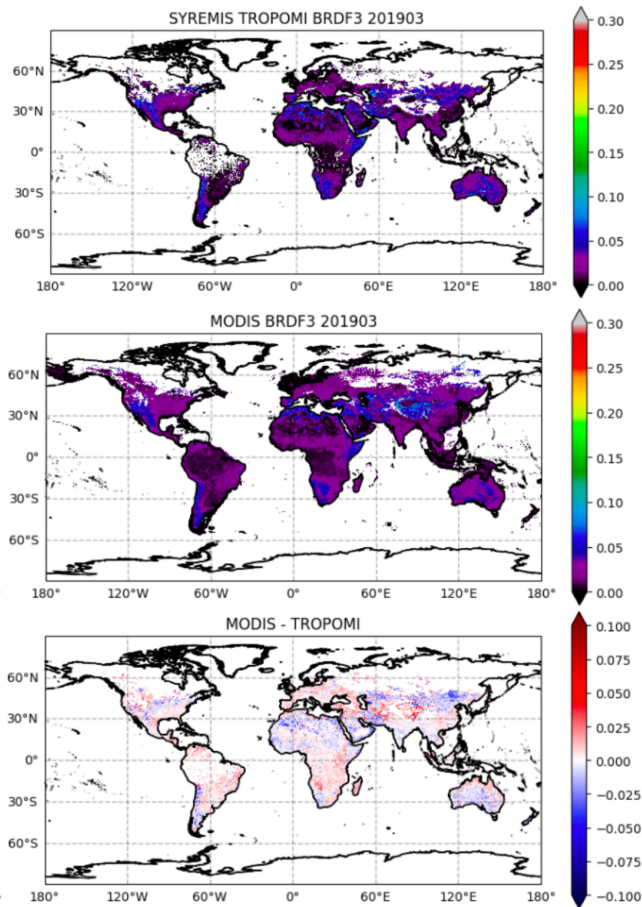 SYREMIS TROPOMI BRDF3 201903
0.30
60°N
0.25
30°N
0.20
0°
0.15
30°S
0.10
60°S
0.05
0.00
180° 120°W 60°W 0° 60°E 120°E 180°
MODIS BRDF3 201903
0.30
60°N
0.25
30°N
0.20
0°
0.15
30°S
0.10
60°S
0.05
0.00
180° 120°W 60°W 0° 60°E 120°E 180°
MODIS - TROPOMI
0.100
60°N
0.075
0.050
30°N
0.025
0°
0.000
−0.025
30°S
−0.050
60°S
−0.075
−0.100
180° 120°W 60°W 0° 60°E 120°E 180°